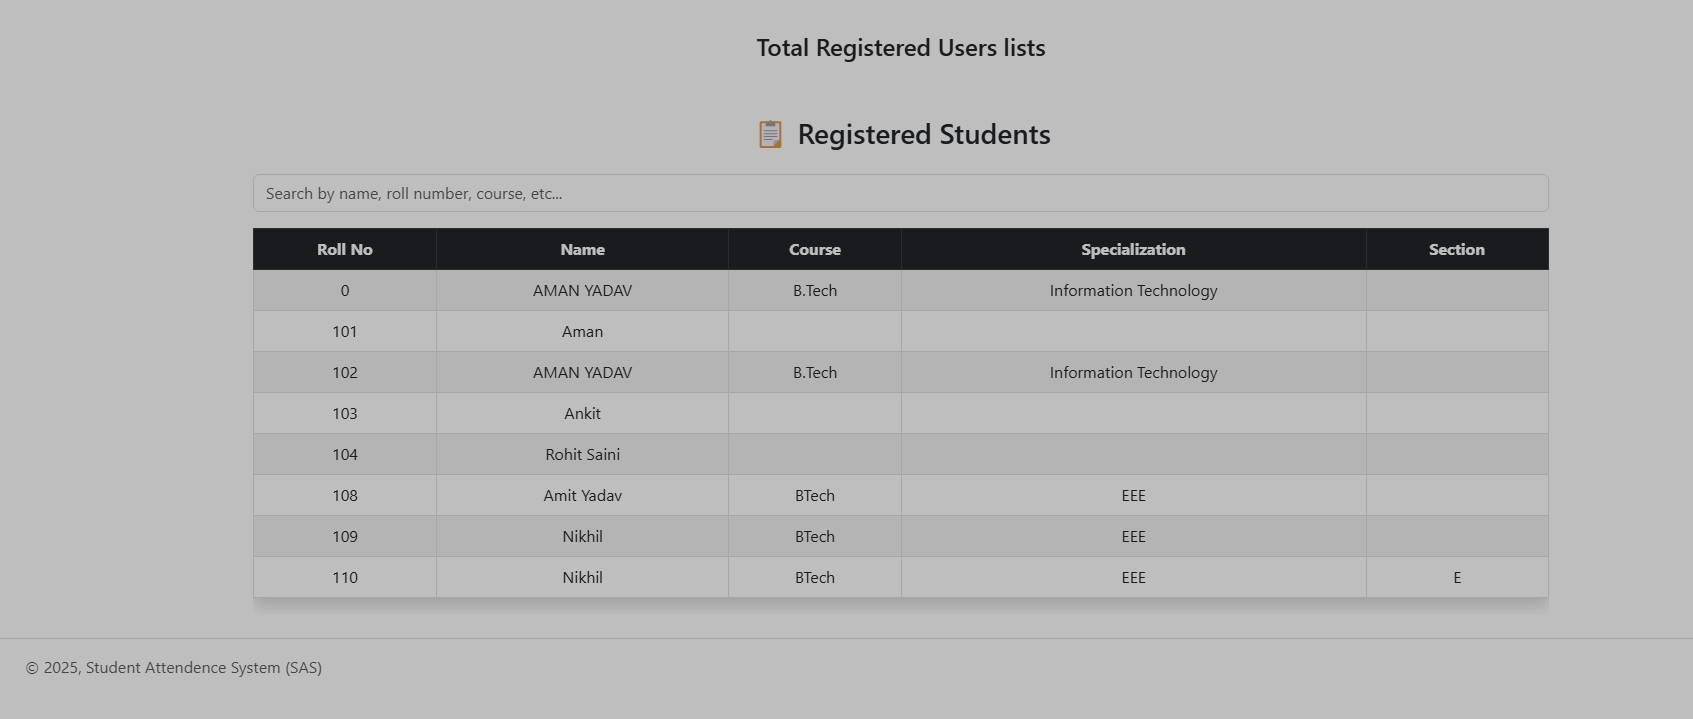 Total Registered Users lists
📋 Registered Students
Search by name, roll number, course, etc...
Roll No Name Course Specialization Section
0 AMAN YADAV B.Tech Information Technology
101 Aman
102 AMAN YADAV B.Tech Information Technology
103 Ankit
104 Rohit Saini
108 Amit Yadav BTech EEE
109 Nikhil BTech EEE
110 Nikhil BTech EEE E
© 2025, Student Attendence System (SAS)